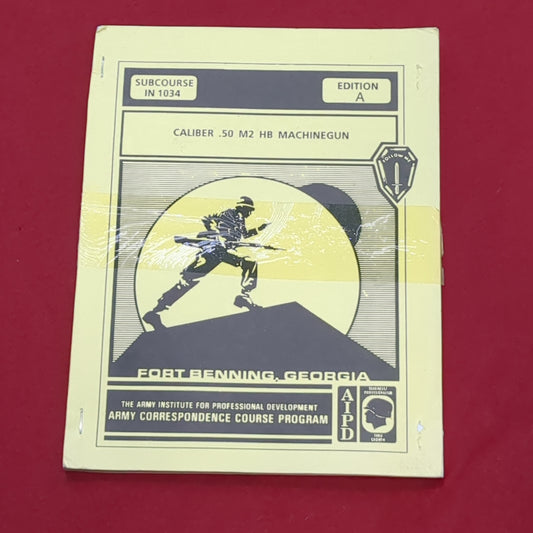 SUBCOURSE
IN 1034
EDITION
A
CALIBER .50 M2 HB MACHINEGUN
FOLLOW ME
FORT BENNING, GEORGIA
THE ARMY INSTITUTE FOR PROFESSIONAL DEVELOPMENT
ARMY CORRESPONDENCE COURSE PROGRAM
AIPD